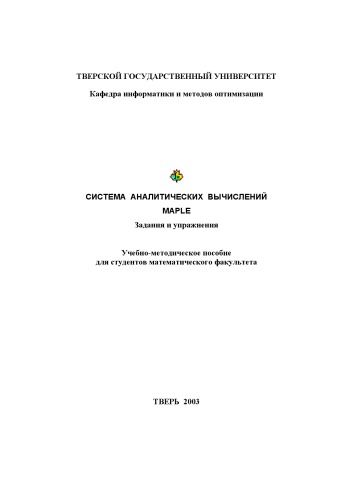 ТВЕРСКОЙ ГОСУДАРСТВЕННЫЙ УНИВЕРСИТЕТ
Кафедра информатики и методов оптимизации
СИСТЕМА АНАЛИТИЧЕСКИХ ВЫЧИСЛЕНИЙ
MAPLE
Задания и упражнения
Учебно-методическое пособие
для студентов математического факультета
ТВЕРЬ 2003